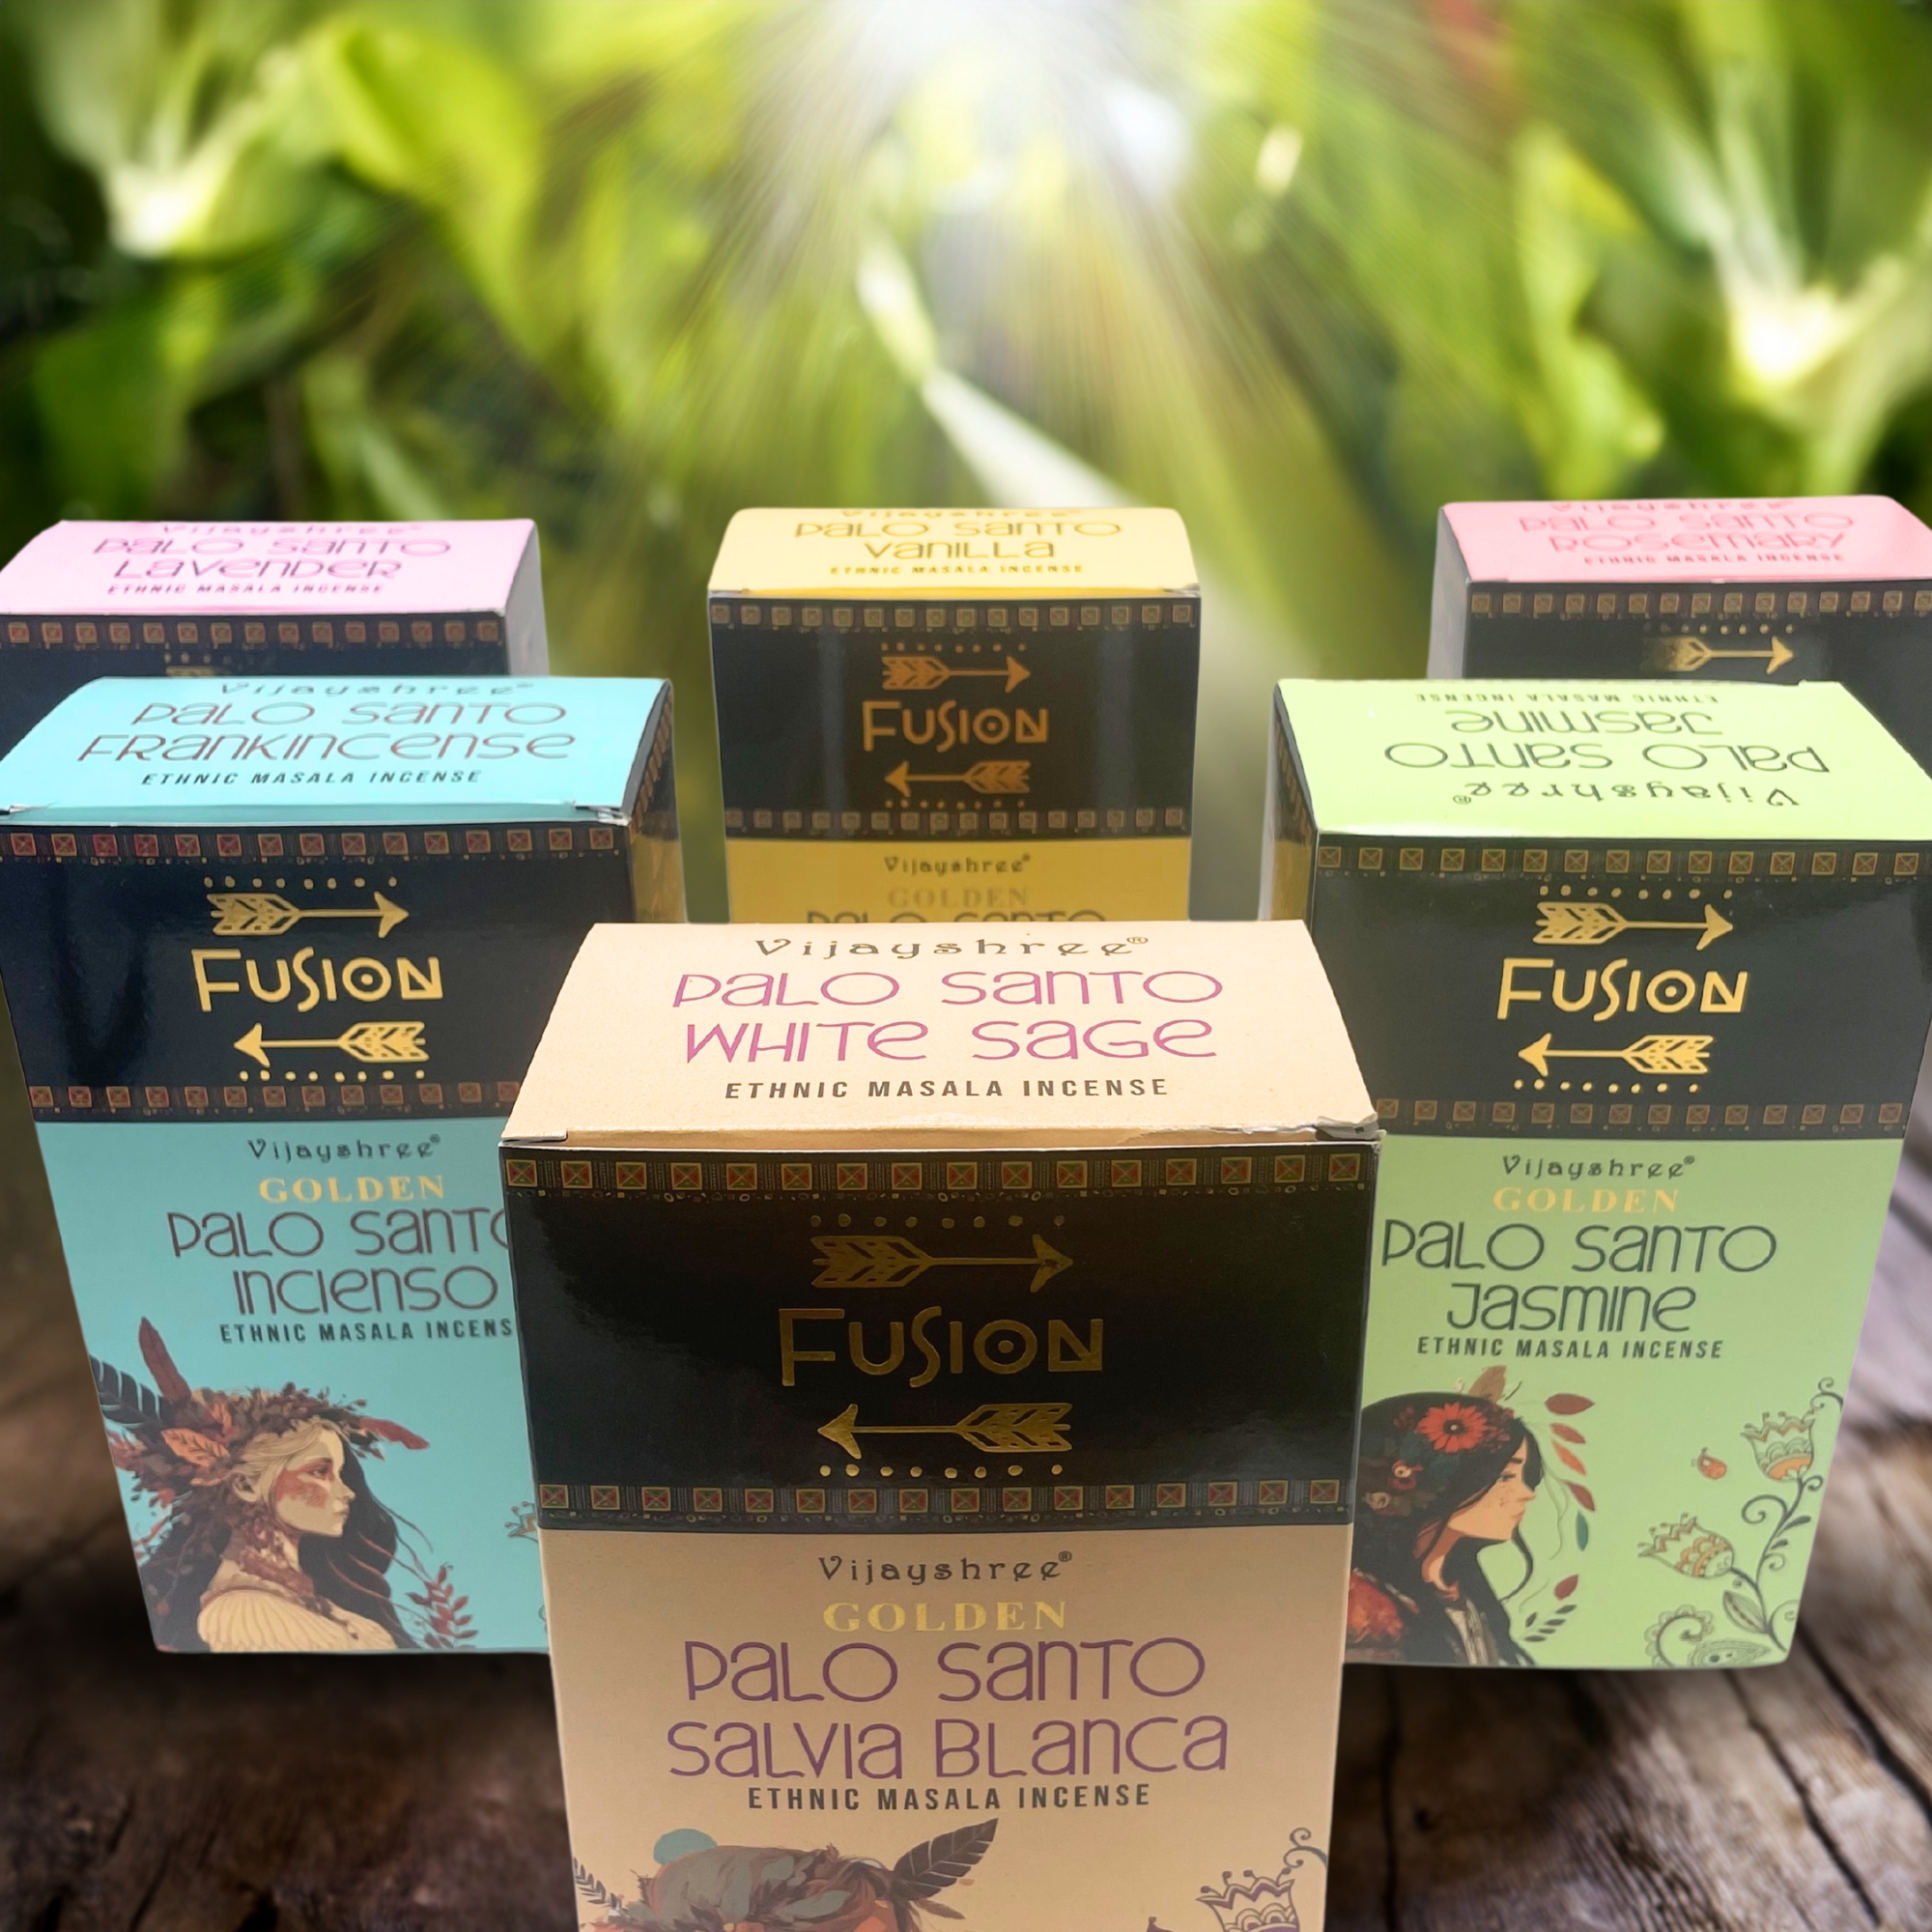 Vijayshree®
PALO SANTO
LAVENDER
ETHNIC MASALA INCENSE
Vijayshree®
PALO SANTO
VANILLA
ETHNIC MASALA INCENSE
FUSION
Vijayshree®
GOLDEN
PALO SANTO
Vijayshree®
PALO SANTO
ROSEMARY
ETHNIC MASALA INCENSE
Vijayshree®
PALO SANTO
FRANKINCENSE
ETHNIC MASALA INCENSE
FUSION
Vijayshree®
GOLDEN
PALO SANTO
INCIENSO
ETHNIC MASALA INCENS
Vijayshree®
PALO SANTO
JASMINE
ETHNIC MASALA INCENSE
FUSION
Vijayshree®
GOLDEN
PALO SANTO
JASMINE
ETHNIC MASALA INCENSE
Vijayshree®
PALO SANTO
WHITE SAGE
ETHNIC MASALA INCENSE
FUSION
Vijayshree®
GOLDEN
PALO SANTO
SALVIA BLANCA
ETHNIC MASALA INCENSE